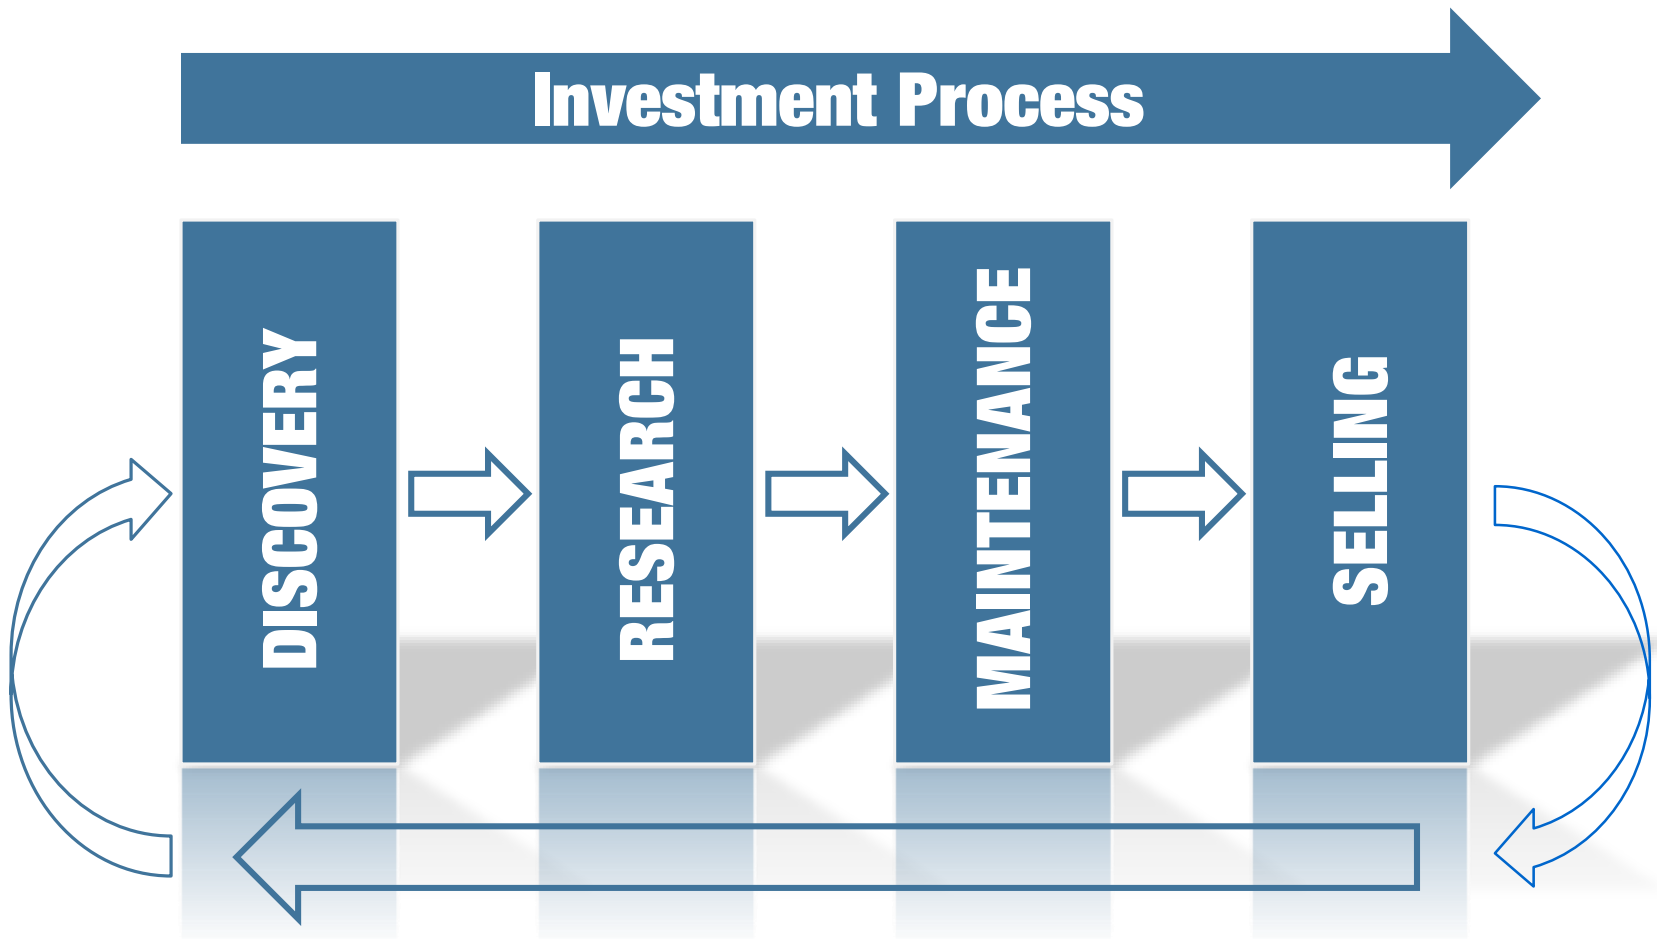 Investment Process
DISCOVERY
RESEARCH
MAINTENANCE
SELLING